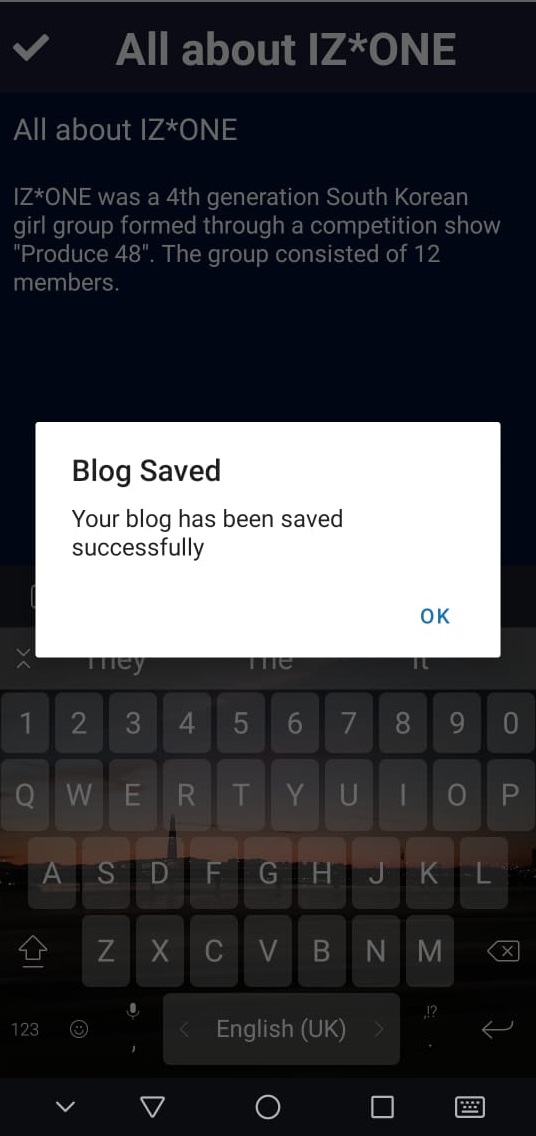 All about IZ*ONE
All about IZ*ONE
IZ*ONE was a 4th generation South Korean
girl group formed through a competition show
"Produce 48". The group consisted of 12
members.
Blog Saved
Your blog has been saved
successfully
OK
They The It
1 2 3 4 5 6 7 8 9 0
Q W E R T Y U I O P
A S D F G H J K L
Z X C V B N M
123 , < English (UK) > ,!? .